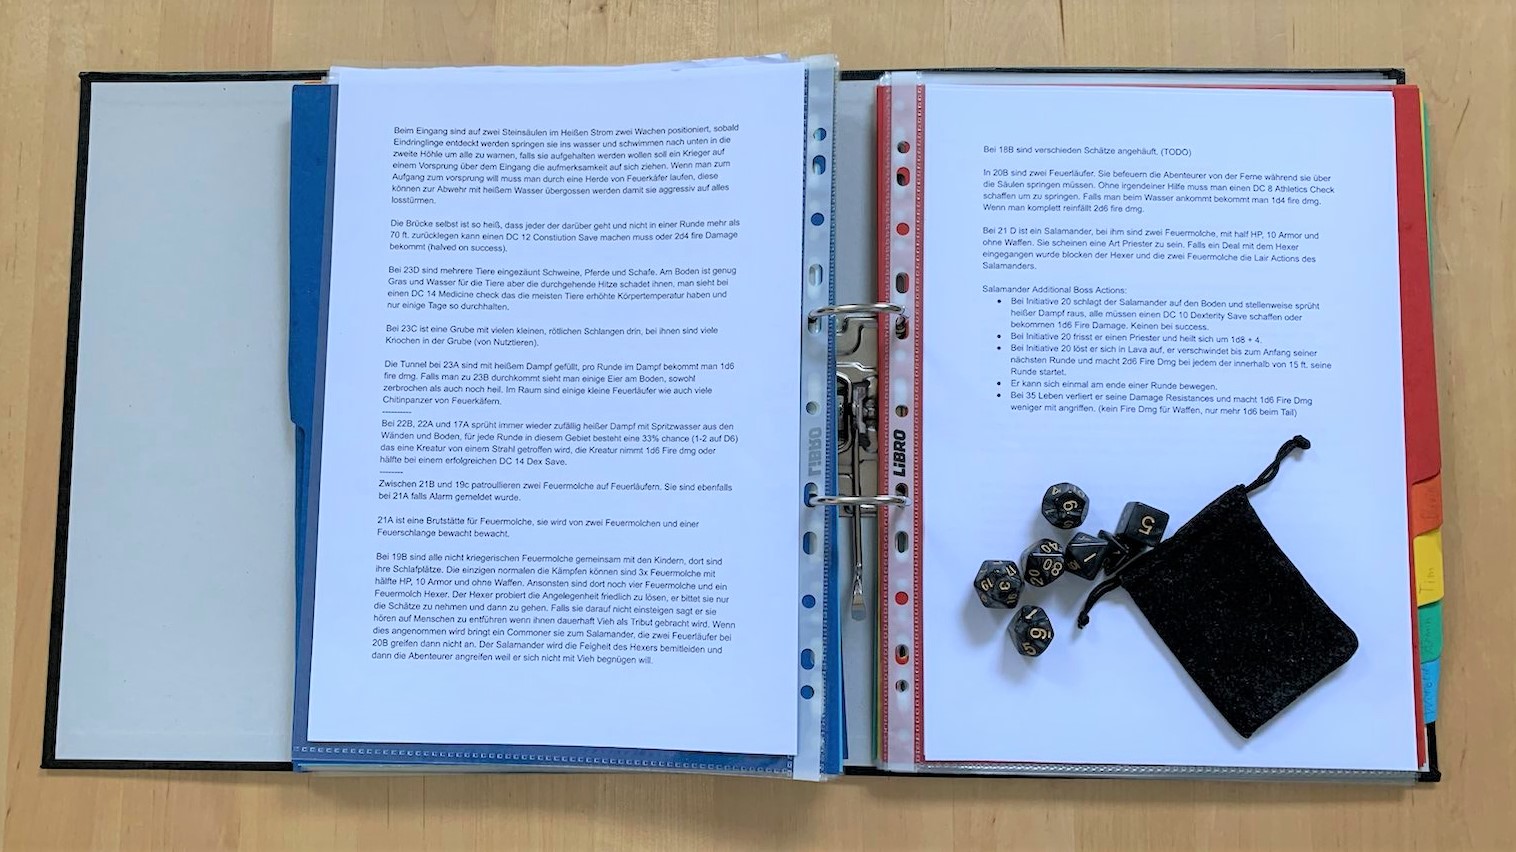 Beim Eingang sind auf zwei Steinsäulen im Heißen Strom zwei Wachen positioniert, sobald
Eindringlinge entdeckt werden springen sie ins wasser und schwimmen nach unten in die
zweite Höhle um alle zu warnen, falls sie aufgehalten werden wollen soll ein Krieger auf
einem Vorsprung über dem Eingang die aufmerksamkeit auf sich ziehen. Wenn man zum
Aufgang zum vorsprung will muss man durch eine Herde von Feuerkäfer laufen, diese
können zur Abwehr mit heißem Wasser übergossen werden damit sie aggressiv auf alles
losstürmen.
Die Brücke selbst ist so heiß, dass jeder der darüber geht und nicht in einer Runde mehr als
70 ft. zurücklegen kann einen DC 12 Constiution Save machen muss oder 2d4 fire Damage
bekommt (halved on success).
Bei 23D sind mehrere Tiere eingezäunt Schweine, Pferde und Schafe. Am Boden ist genug
Gras und Wasser für die Tiere aber die durchgehende Hitze schadet ihnen, man sieht bei
einen DC 14 Medicine check das die meisten Tiere erhöhte Körpertemperatur haben und
nur einige Tage so durchhalten.
Bei 23C ist eine Grube mit vielen kleinen, rötlichen Schlangen drin, bei ihnen sind viele
Knochen in der Grube (von Nutztieren).
Die Tunnel bei 23A sind mit heißem Dampf gefüllt, pro Runde im Dampf bekommt man 1d6
fire dmg. Falls man zu 23B durchkommt sieht man einige Eier am Boden, sowohl
zerbrochen als auch noch heil. Im Raum sind einige kleine Feuerläufer wie auch viele
Chitinpanzer von Feuerkäfern.
----------
Bei 22B, 22A und 17A sprüht immer wieder zufällig heißer Dampf mit Spritzwasser aus den
Wänden und Boden, für jede Runde in diesem Gebiet besteht eine 33% chance (1-2 auf D6)
das eine Kreatur von einem Strahl getroffen wird, die Kreatur nimmt 1d6 Fire dmg oder
hälfte bei einem erfolgreichen DC 14 Dex Save.
--------
Zwischen 21B und 19c patroullieren zwei Feuermolche auf Feuerläufern. Sie sind ebenfalls
bei 21A falls Alarm gemeldet wurde.
21A ist eine Brutstätte für Feuermolche, sie wird von zwei Feuermolchen und einer
Feuerschlange bewacht bewacht.
Bei 19B sind alle nicht kriegerischen Feuermolche gemeinsam mit den Kindern, dort sind
ihre Schlafplätze. Die einzigen normalen die Kämpfen können sind 3x Feuermolche mit
hälfte HP, 10 Armor und ohne Waffen. Ansonsten sind dort noch vier Feuermolche und ein
Feuermolch Hexer. Der Hexer probiert die Angelegenheit friedlich zu lösen, er bittet sie nur
die Schätze zu nehmen und dann zu gehen. Falls sie darauf nicht einsteigen sagt er sie
hören auf Menschen zu entführen wenn ihnen dauerhaft Vieh als Tribut gebracht wird. Wenn
dies angenommen wird bringt ein Commoner sie zum Salamander, die zwei Feuerläufer bei
20B greifen dann nicht an. Der Salamander wird die Feigheit des Hexers bemitleiden und
dann die Abenteurer angreifen weil er sich nicht mit Vieh begnügen will.
LIBRO
LIBRO
Bei 18B sind verschieden Schätze angehäuft. (TODO)
In 20B sind zwei Feuerläufer. Sie befeuern die Abenteurer von der Ferne während sie über
die Säulen springen müssen. Ohne irgendeiner Hilfe muss man einen DC 8 Athletics Check
schaffen um zu springen. Falls man beim Wasser ankommt bekommt man 1d4 fire dmg.
Wenn man komplett reinfällt 2d6 fire dmg.
Bei 21 D ist ein Salamander, bei ihm sind zwei Feuermolche, mit half HP, 10 Armor und
ohne Waffen. Sie scheinen eine Art Priester zu sein. Falls ein Deal mit dem Hexer
eingegangen wurde blocken der Hexer und die zwei Feuermolche die Lair Actions des
Salamanders.
Salamander Additional Boss Actions:
• Bei Initiative 20 schlagt der Salamander auf den Boden und stellenweise sprüht
heißer Dampf raus, alle müssen einen DC 10 Dexterity Save schaffen oder
bekommen 1d6 Fire Damage. Keinen bei success.
• Bei Initiative 20 frisst er einen Priester und heilt sich um 1d8 + 4.
• Bei Initiative 20 löst er sich in Lava auf, er verschwindet bis zum Anfang seiner
nächsten Runde und macht 2d6 Fire Dmg bei jedem der innerhalb von 15 ft. seine
Runde startet.
• Er kann sich einmal am ende einer Runde bewegen.
• Bei 35 Leben verliert er seine Damage Resistances und macht 1d6 Fire Dmg
weniger mit angriffen. (kein Fire Dmg für Waffen, nur mehr 1d6 beim Tail)
4
6
5
40
80
20
19
3
1
6
5
Tim